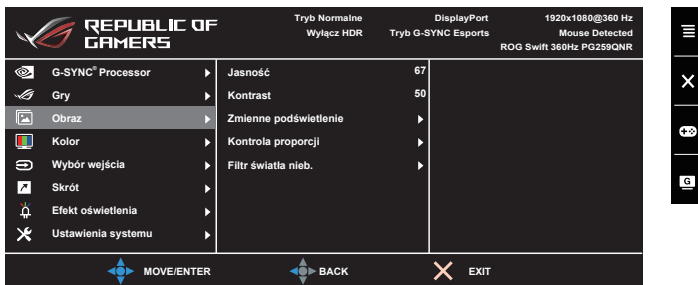 REPUBLIC OF
GAMERS
Tryb Normalne DisplayPort 1920x1080@360 Hz
Wyłącz HDR Tryb G-SYNC Esports Mouse Detected
ROG Swift 360Hz PG259QNR
G-SYNC® Processor
Gry
Obraz
Kolor
Wybór wejścia
Skrót
Efekt oświetlenia
Ustawienia systemu
Jasność 67
Kontrast 50
Zmienne podświetlenie
Kontrola proporcji
Filtr światła nieb.
MOVE/ENTER BACK EXIT
G